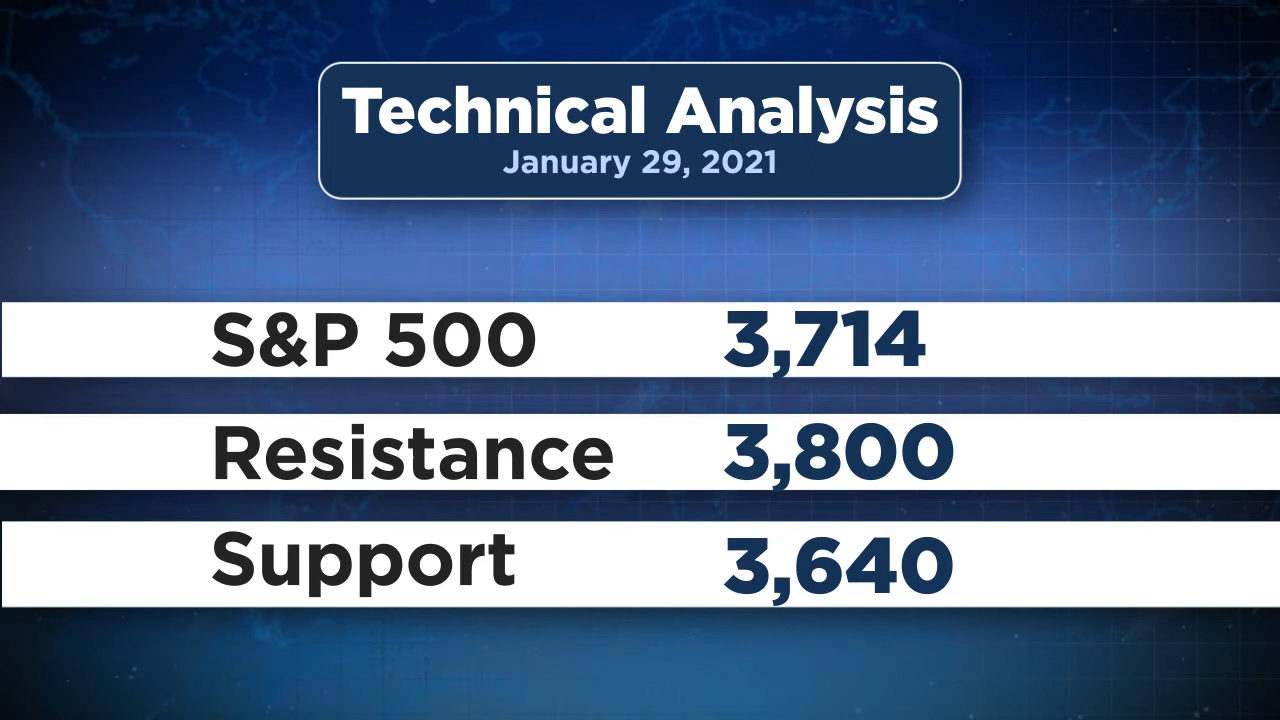 Technical Analysis
January 29, 2021
S&P 500 3,714
Resistance 3,800
Support 3,640